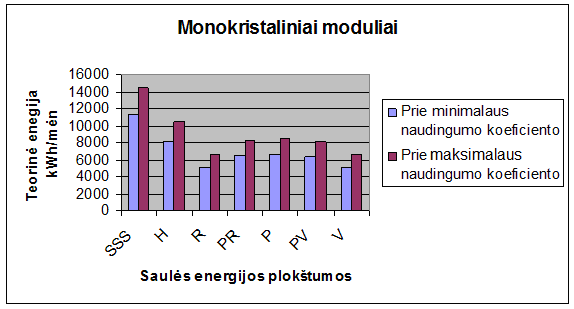 Monokristaliniai moduliai
Teorinė enegija
kWh/mėn
16000
14000
12000
10000
8000
6000
4000
2000
0
SSS
H
R
PR
P
PV
V
Saulės energijos plokštumos
Prie minimalaus
naudingumo koeficiento
Prie maksimalaus
naudingumo koeficiento